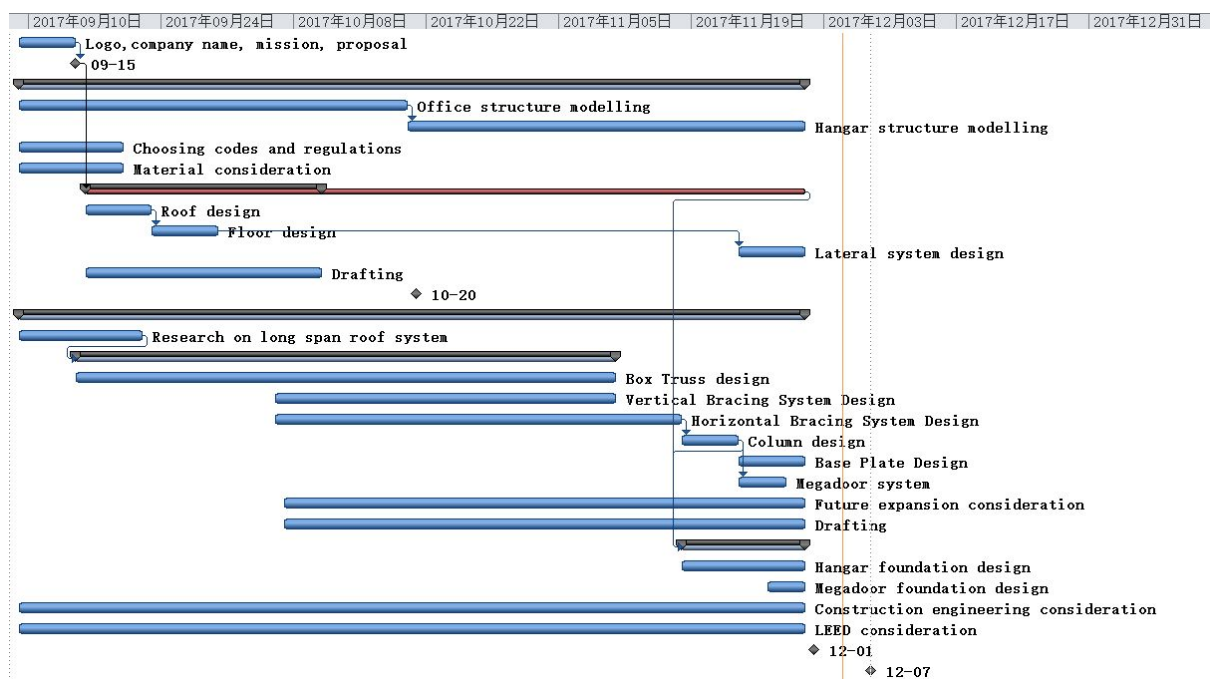 2017年09月10日 2017年09月24日 2017年10月08日 2017年10月22日 2017年11月05日 2017年11月19日 2017年12月03日 2017年12月17日 2017年12月31日
Logo,company name, mission, proposal
09-15
Office structure modelling
Hangar structure modelling
Choosing codes and regulations
Material consideration
Roof design
Floor design
Lateral system design
Drafting
10-20
Research on long span roof system
Box Truss design
Vertical Bracing System Design
Horizontal Bracing System Design
Column design
Base Plate Design
Megadoor system
Future expansion consideration
Drafting
Hangar foundation design
Megadoor foundation design
Construction engineering consideration
LEED consideration
12-01
12-07